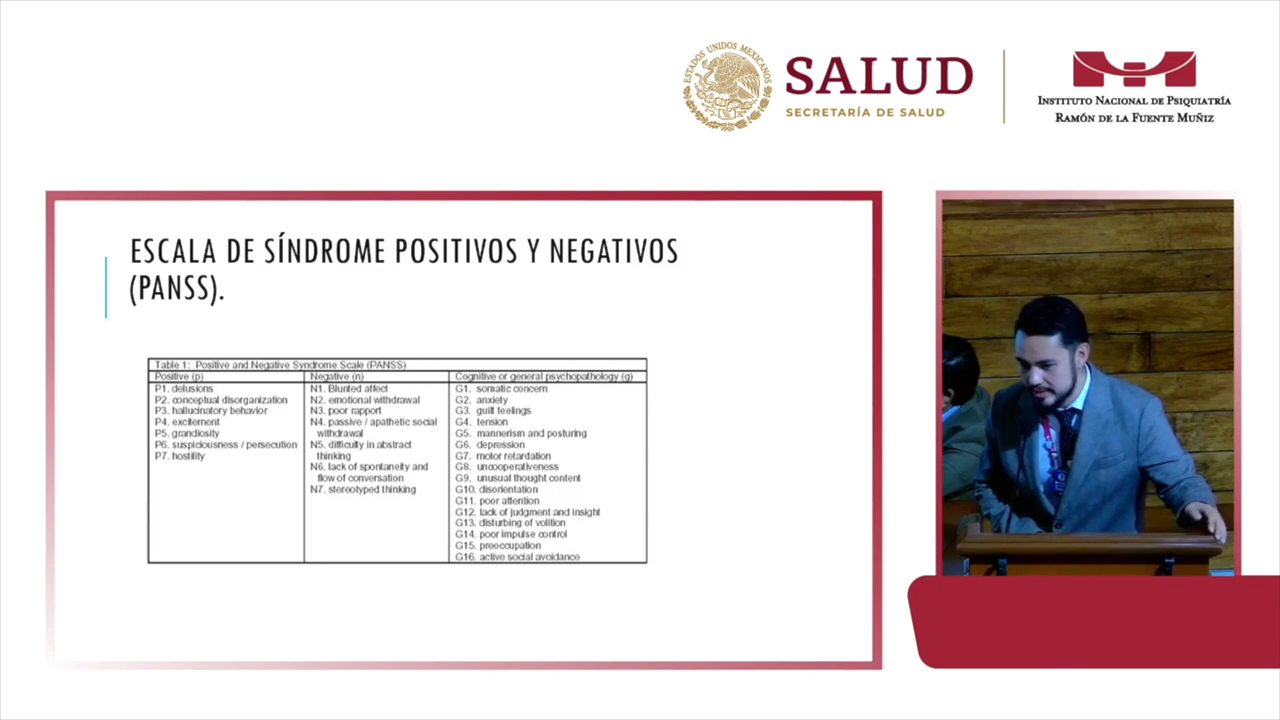 ESTADOS UNIDOS MEXICANOS
SALUD
SECRETARÍA DE SALUD
INSTITUTO NACIONAL DE PSIQUIATRÍA
RAMÓN DE LA FUENTE MUÑIZ
ESCALA DE SÍNDROME POSITIVOS Y NEGATIVOS
(PANSS).
Table 1: Positive and Negative Syndrome Scale (PANSS)
Positive (p)
P1. delusions
P2. conceptual disorganization
P3. hallucinatory behavior
P4. excitement
P5. grandiosity
P6. suspiciousness / persecution
P7. hostility
Negative (n)
N1. Blunted affect
N2. emotional withdrawal
N3. poor rapport
N4. passive / apathetic social
withdrawal
N5. difficulty in abstract
thinking
N6. lack of spontaneity and
flow of conversation
N7. stereotyped thinking
Cognitive or general psychopathology (g)
G1. somatic concern
G2. anxiety
G3. guilt feelings
G4. tension
G5. mannerism and posturing
G6. depression
G7. motor retardation
G8. uncooperativeness
G9. unusual thought content
G10. disorientation
G11. poor attention
G12. lack of judgment and insight
G13. disturbing of volition
G14. poor impulse control
G15. preoccupation
G16. active social avoidance